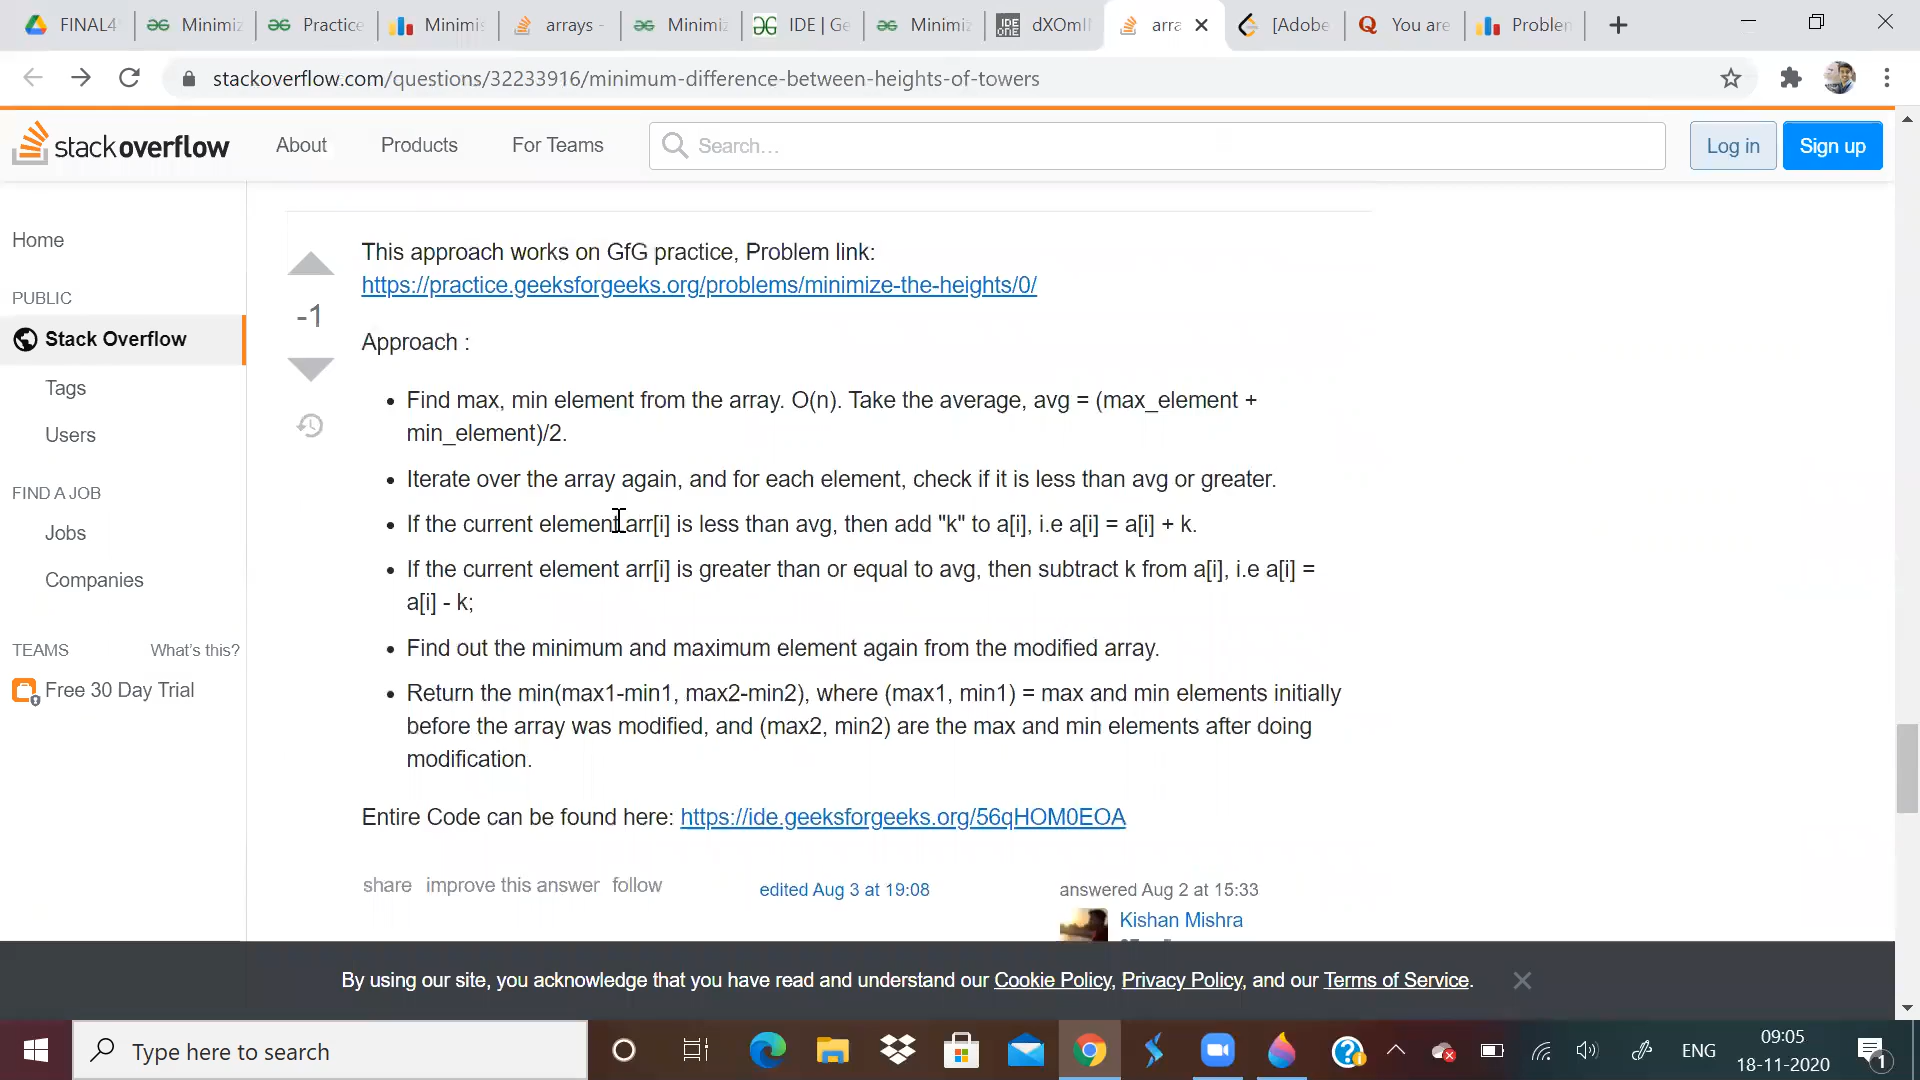 FINAL4
Minimiz
Practice
Minimis
arrays -
Minimiz
IDE | Ge
Minimiz
dXOmI
arra
[Adobe
You are
Problem
stackoverflow.com/questions/32233916/minimum-difference-between-heights-of-towers
stackoverflow
About
Products
For Teams
Search…
Log in
Sign up
Home
PUBLIC
Stack Overflow
Tags
Users
FIND A JOB
Jobs
Companies
TEAMS
What's this?
Free 30 Day Trial
-1
This approach works on GfG practice, Problem link:
https://practice.geeksforgeeks.org/problems/minimize-the-heights/0/
Approach :
• Find max, min element from the array. O(n). Take the average, avg = (max_element +
min_element)/2.
• Iterate over the array again, and for each element, check if it is less than avg or greater.
• If the current element arr[i] is less than avg, then add "k" to a[i], i.e a[i] = a[i] + k.
• If the current element arr[i] is greater than or equal to avg, then subtract k from a[i], i.e a[i] =
a[i] - k;
• Find out the minimum and maximum element again from the modified array.
• Return the min(max1-min1, max2-min2), where (max1, min1) = max and min elements initially
before the array was modified, and (max2, min2) are the max and min elements after doing
modification.
Entire Code can be found here: https://ide.geeksforgeeks.org/56qHOM0EOA
share improve this answer follow
edited Aug 3 at 19:08
answered Aug 2 at 15:33
Kishan Mishra
By using our site, you acknowledge that you have read and understand our Cookie Policy, Privacy Policy, and our Terms of Service.
Type here to search
ENG
09:05
18-11-2020
1